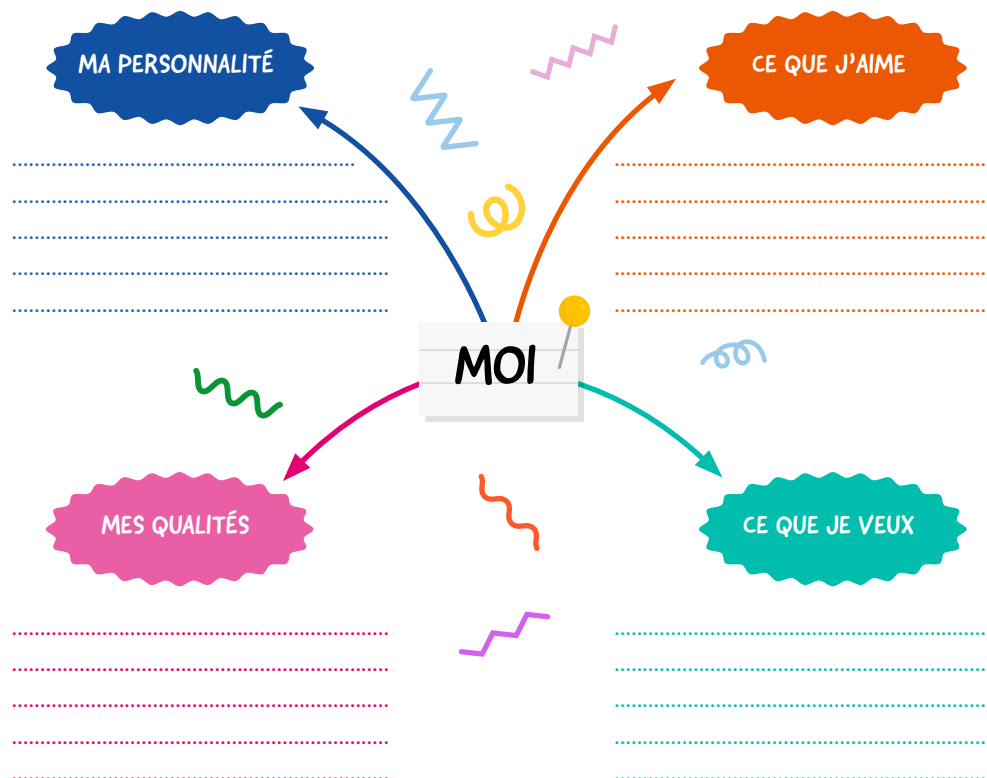 MA PERSONNALITÉ
CE QUE J'AIME
MOI
MES QUALITÉS
CE QUE JE VEUX